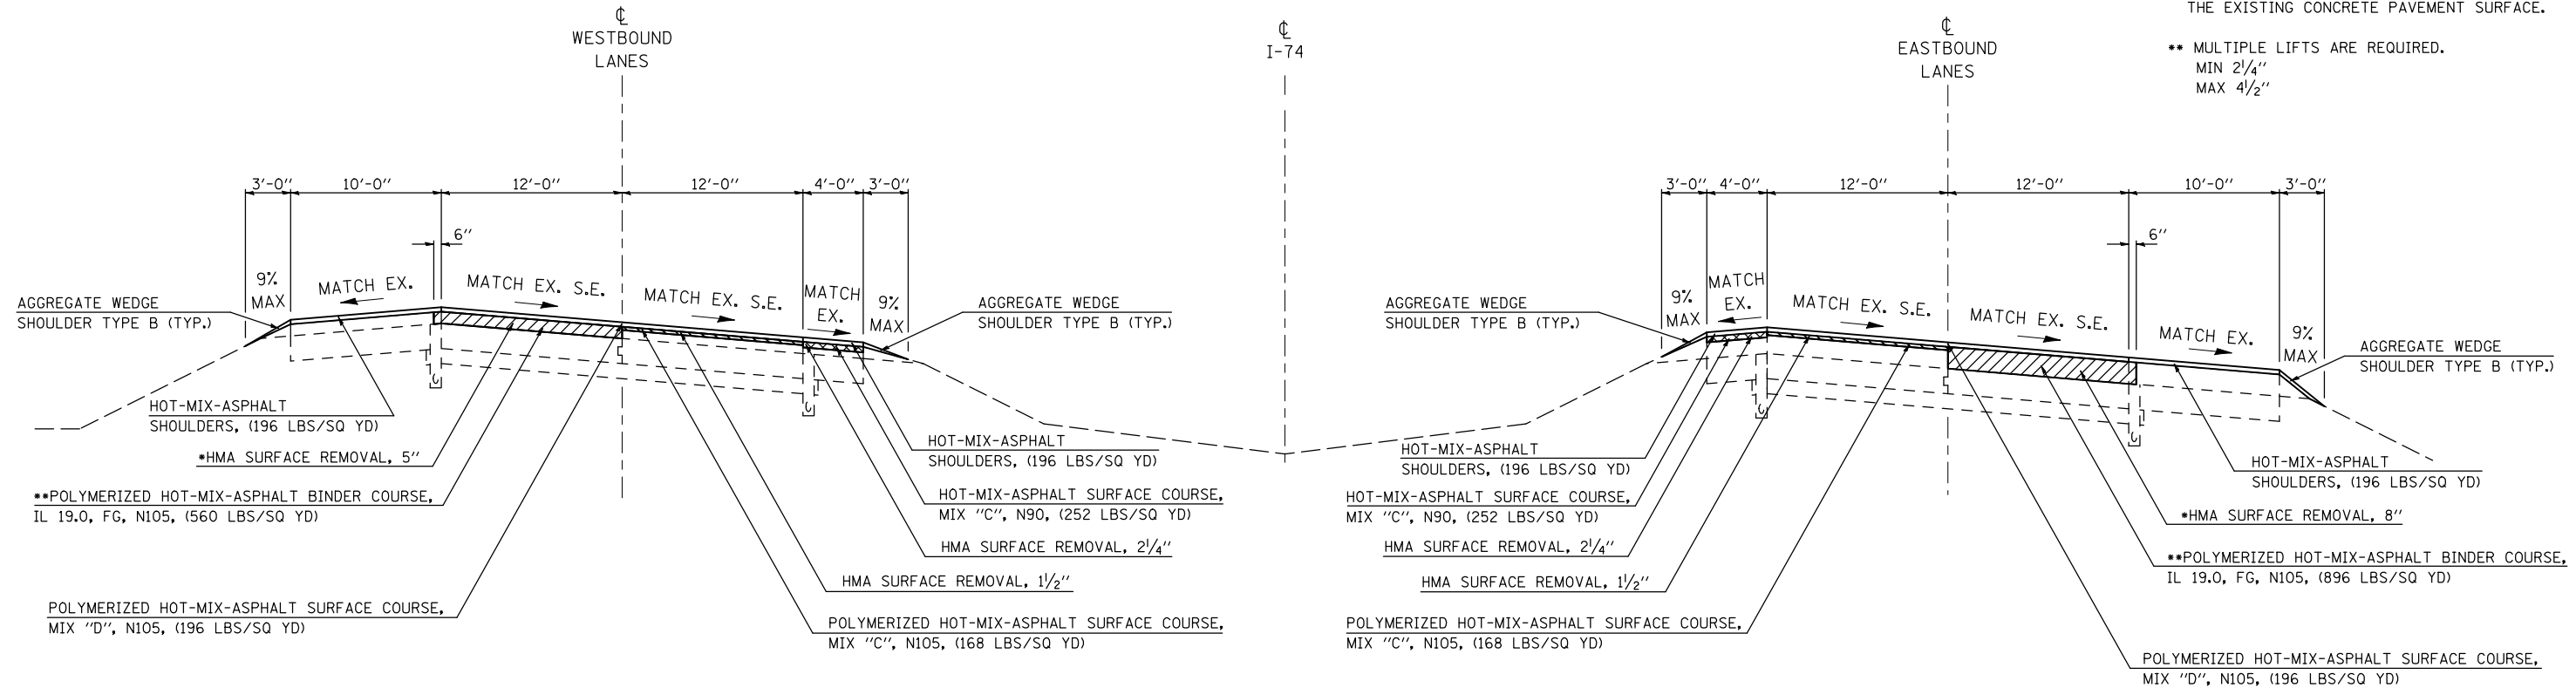 THE EXISTING CONCRETE PAVEMENT SURFACE.
** MULTIPLE LIFTS ARE REQUIRED.
MIN 2 1/4"
MAX 4 1/2"
℄
WESTBOUND
LANES
℄
I-74
℄
EASTBOUND
LANES
3'-0" 10'-0" 12'-0" 12'-0" 4'-0" 3'-0"
6"
9%
MAX
MATCH EX.
MATCH EX. S.E.
MATCH EX. S.E.
MATCH
EX.
9%
MAX
AGGREGATE WEDGE
SHOULDER TYPE B (TYP.)
AGGREGATE WEDGE
SHOULDER TYPE B (TYP.)
HOT-MIX-ASPHALT
SHOULDERS, (196 LBS/SQ YD)
*HMA SURFACE REMOVAL, 5"
**POLYMERIZED HOT-MIX-ASPHALT BINDER COURSE,
IL 19.0, FG, N105, (560 LBS/SQ YD)
POLYMERIZED HOT-MIX-ASPHALT SURFACE COURSE,
MIX "D", N105, (196 LBS/SQ YD)
HOT-MIX-ASPHALT
SHOULDERS, (196 LBS/SQ YD)
HOT-MIX-ASPHALT SURFACE COURSE,
MIX "C", N90, (252 LBS/SQ YD)
HMA SURFACE REMOVAL, 2 1/4"
HMA SURFACE REMOVAL, 1 1/2"
POLYMERIZED HOT-MIX-ASPHALT SURFACE COURSE,
MIX "C", N105, (168 LBS/SQ YD)
3'-0" 4'-0" 12'-0" 12'-0" 10'-0" 3'-0"
6"
9%
MAX
MATCH
EX.
MATCH EX. S.E.
MATCH EX. S.E.
MATCH EX.
9%
MAX
AGGREGATE WEDGE
SHOULDER TYPE B (TYP.)
AGGREGATE WEDGE
SHOULDER TYPE B (TYP.)
HOT-MIX-ASPHALT
SHOULDERS, (196 LBS/SQ YD)
HOT-MIX-ASPHALT SURFACE COURSE,
MIX "C", N90, (252 LBS/SQ YD)
HMA SURFACE REMOVAL, 2 1/4"
HMA SURFACE REMOVAL, 1 1/2"
POLYMERIZED HOT-MIX-ASPHALT SURFACE COURSE,
MIX "C", N105, (168 LBS/SQ YD)
HOT-MIX-ASPHALT
SHOULDERS, (196 LBS/SQ YD)
*HMA SURFACE REMOVAL, 8"
**POLYMERIZED HOT-MIX-ASPHALT BINDER COURSE,
IL 19.0, FG, N105, (896 LBS/SQ YD)
POLYMERIZED HOT-MIX-ASPHALT SURFACE COURSE,
MIX "D", N105, (196 LBS/SQ YD)